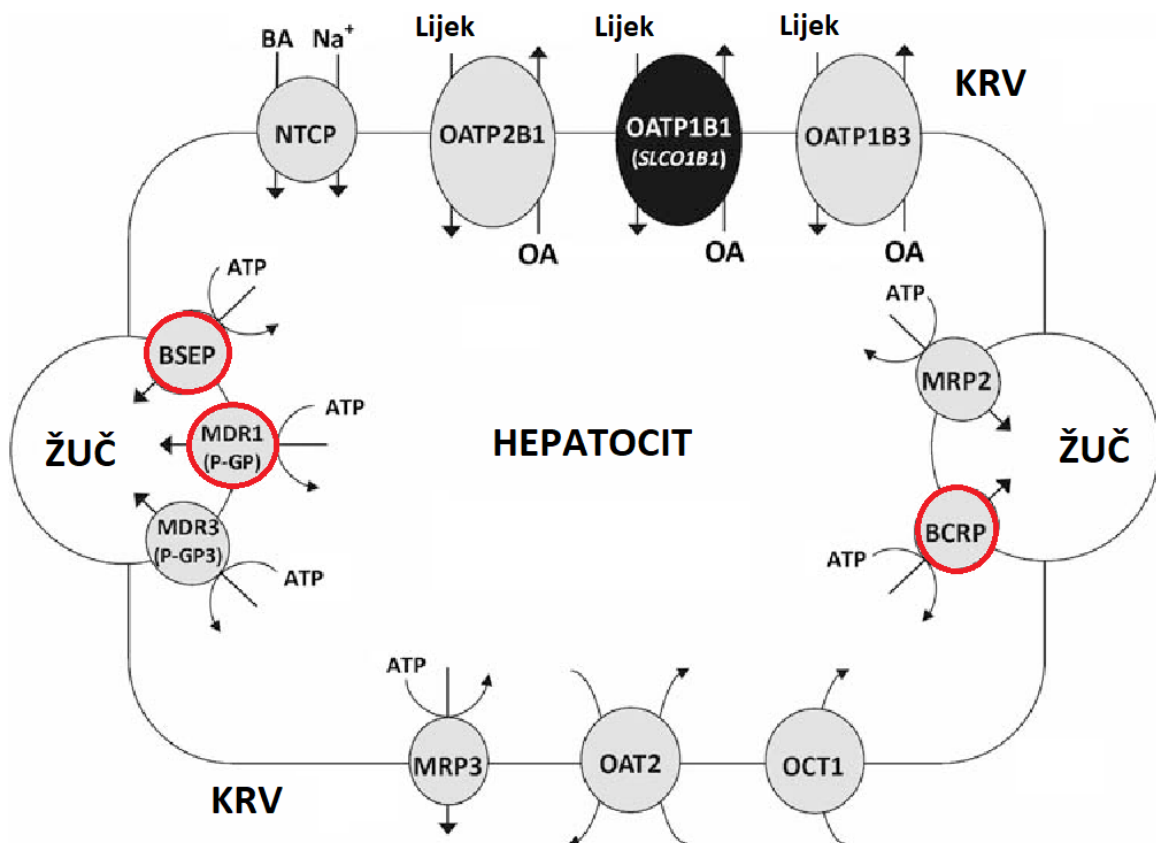 BA Na+
Lijek
Lijek
Lijek
KRV
NTCP
OATP2B1
OATP1B1
(SLCO1B1)
OATP1B3
OA
OA
OA
ATP
ATP
BSEP
MRP2
ATP
MDR1
(P-GP)
ŽUČ
HEPATOCIT
ŽUČ
MDR3
(P-GP3)
BCRP
ATP
ATP
ATP
MRP3
OAT2
OCT1
KRV